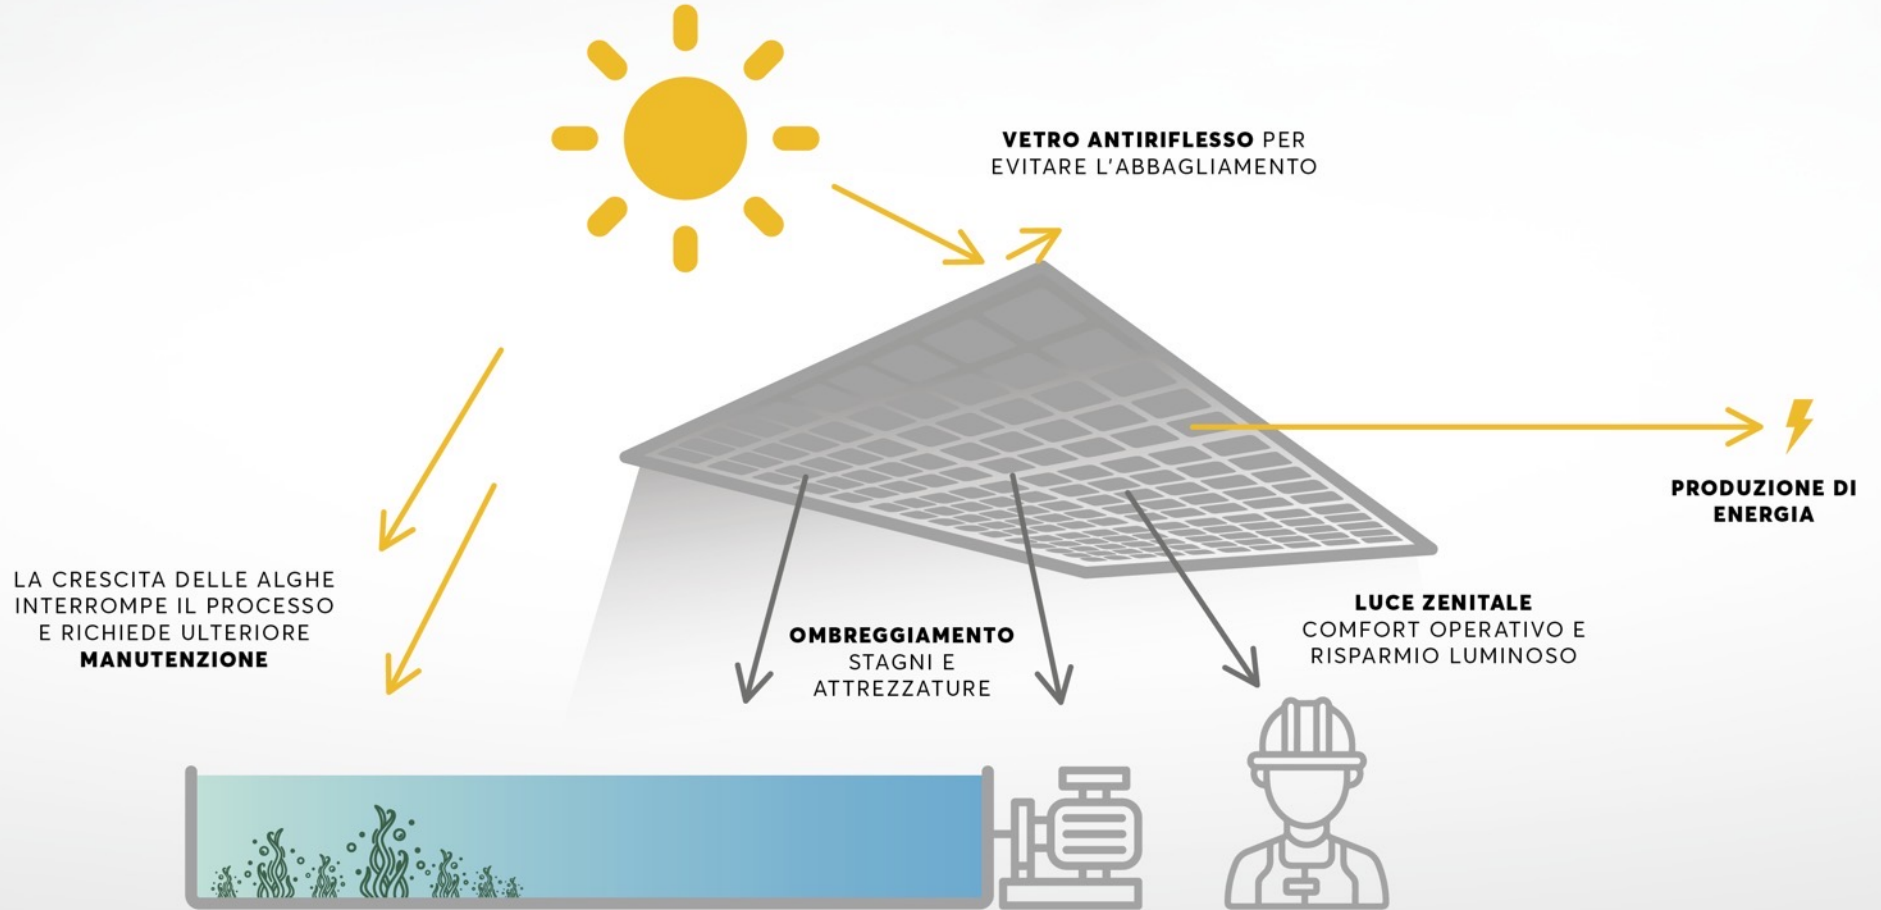 VETRO ANTIRIFLESSO PER
EVITARE L'ABBAGLIAMENTO
PRODUZIONE DI
ENERGIA
LA CRESCITA DELLE ALGHE
INTERROMPE IL PROCESSO
E RICHIEDE ULTERIORE
MANUTENZIONE
OMBREGGIAMENTO
STAGNI E
ATTREZZATURE
LUCE ZENITALE
COMFORT OPERATIVO E
RISPARMIO LUMINOSO